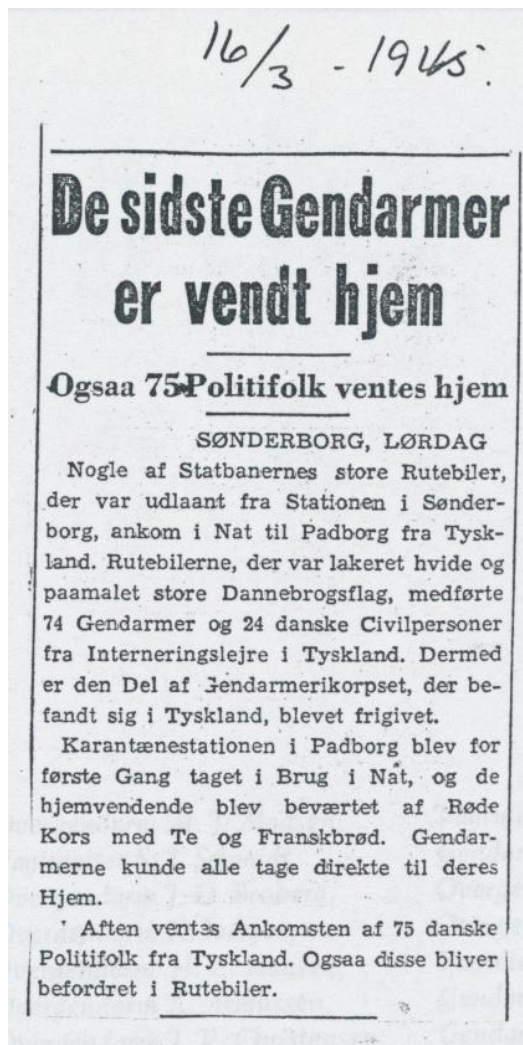 16/3 - 1945.
De sidste Gendarmer
er vendt hjem
Ogsaa 75 Politifolk ventes hjem
SØNDERBORG, LØRDAG
Nogle af Statbanernes store Rutebiler,
der var udlaant fra Stationen i Sønder-
borg, ankom i Nat til Padborg fra Tysk-
land. Rutebilerne, der var lakeret hvide og
paamalet store Dannebrogsflag, medførte
74 Gendarmer og 24 danske Civilpersoner
fra Interneringslejre i Tyskland. Dermed
er den Del af Gendarmerikorpset, der be-
fandt sig i Tyskland, blevet frigivet.
Karantænestationen i Padborg blev for
første Gang taget i Brug i Nat, og de
hjemvendende blev beværtet af Røde
Kors med Te og Franskbrød. Gendar-
merne kunde alle tage direkte til deres
Hjem.
Aften ventes Ankomsten af 75 danske
Politifolk fra Tyskland. Ogsaa disse bliver
befordret i Rutebiler.